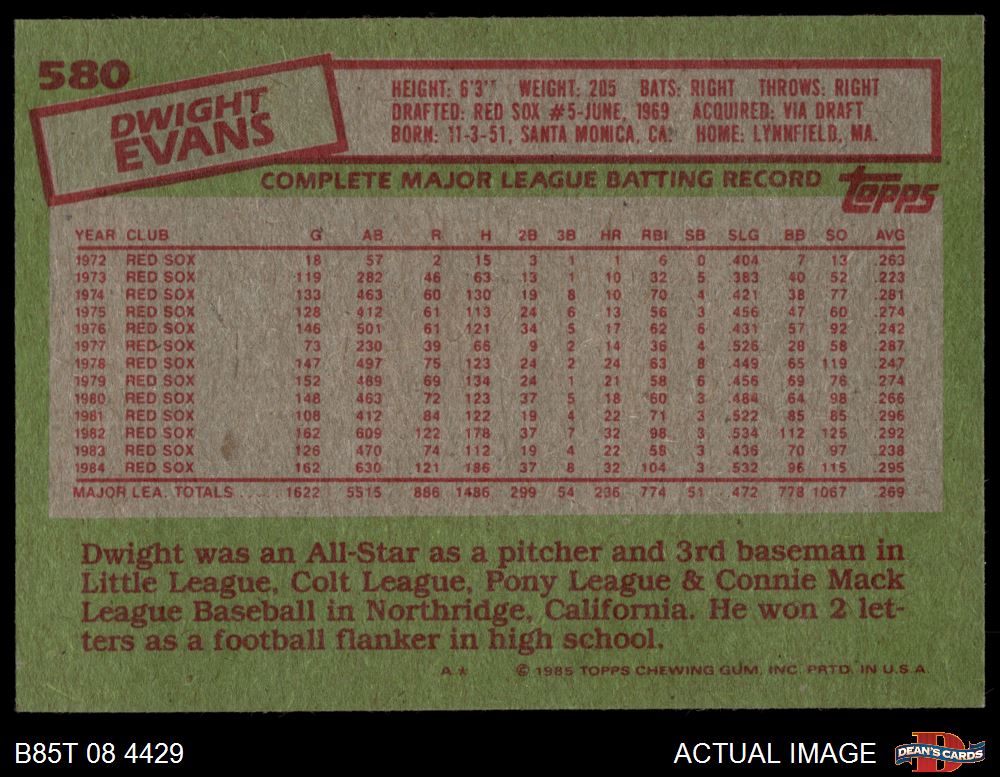 580
DWIGHT
EVANS
HEIGHT: 6'3" WEIGHT: 205 BATS: RIGHT THROWS: RIGHT
DRAFTED: RED SOX #5-JUNE, 1969 ACQUIRED: VIA DRAFT
BORN: 11-3-51, SANTA MONICA, CA. HOME: LYNNFIELD, MA.
COMPLETE MAJOR LEAGUE BATTING RECORD topps
YEAR CLUB G AB R H 2B 3B HR RBI SB SLG BB SO AVG
1972 RED SOX 18 57 2 15 3 1 1 6 0 .404 7 13 .263
1973 RED SOX 119 282 46 63 13 1 10 32 5 .383 40 52 .223
1974 RED SOX 133 463 60 130 19 8 10 70 4 .421 38 77 .281
1975 RED SOX 128 412 61 113 24 6 13 56 3 .456 47 60 .274
1976 RED SOX 146 501 61 121 34 5 17 62 6 .431 57 92 .242
1977 RED SOX 73 230 39 66 9 2 14 36 4 .526 28 58 .287
1978 RED SOX 147 497 75 123 24 2 24 63 8 .449 65 119 .247
1979 RED SOX 152 489 69 134 24 1 21 58 6 .456 69 76 .274
1980 RED SOX 148 463 72 123 37 5 18 60 3 .484 64 98 .266
1981 RED SOX 108 412 84 122 19 4 22 71 3 .522 85 85 .296
1982 RED SOX 162 609 122 178 37 7 32 98 3 .534 112 125 .292
1983 RED SOX 126 470 74 112 19 4 22 58 3 .436 70 97 .238
1984 RED SOX 162 630 121 186 37 8 32 104 3 .532 96 115 .295
MAJOR LEA. TOTALS ...... 1622 5515 886 1486 299 54 236 774 51 .472 778 1067 .269
Dwight was an All-Star as a pitcher and 3rd baseman in
Little League, Colt League, Pony League & Connie Mack
League Baseball in Northridge, California. He won 2 let-
ters as a football flanker in high school.
A* © 1985 TOPPS CHEWING GUM, INC. PRTD. IN U.S.A.
B85T 08 4429 ACTUAL IMAGE DEAN'S CARDS